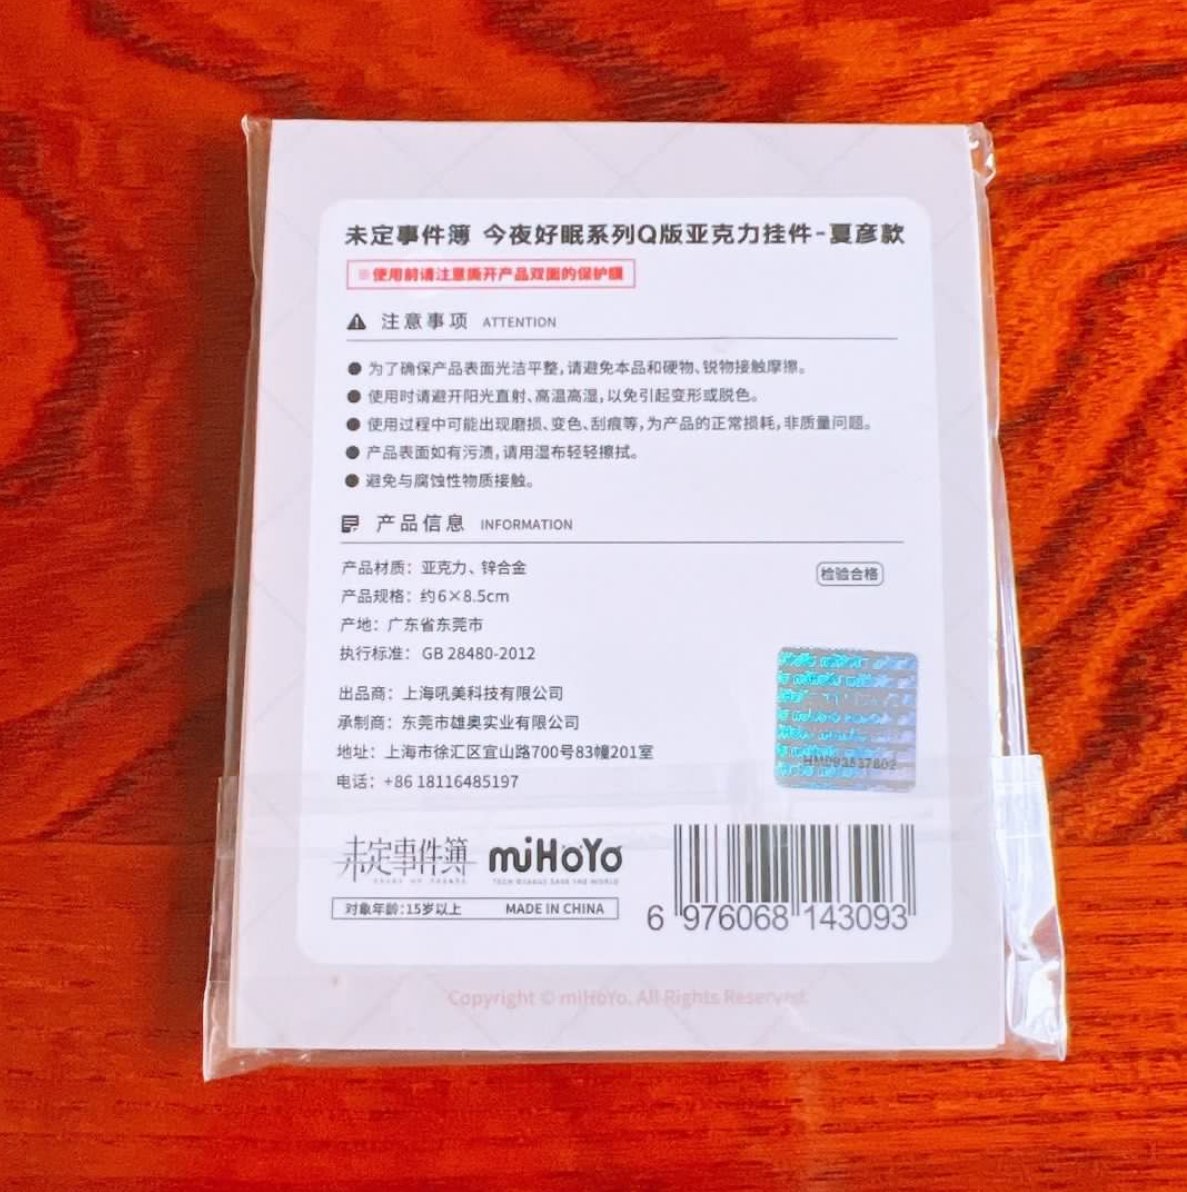 未定事件簿 今夜好眠系列Q版亚克力挂件-夏彦款
※使用前请注意撕开产品双面的保护膜
注意事项 ATTENTION
● 为了确保产品表面光洁平整,请避免本品和硬物、锐物接触摩擦。
● 使用时请避开阳光直射、高温高湿,以免引起变形或脱色。
● 使用过程中可能出现磨损、变色、刮痕等,为产品的正常损耗,非质量问题。
● 产品表面如有污渍,请用湿布轻轻擦拭。
● 避免与腐蚀性物质接触。
产品信息 INFORMATION
产品材质：亚克力、锌合金
检验合格
产品规格：约6×8.5cm
产地：广东省东莞市
执行标准：GB 28480-2012
出品商：上海吼美科技有限公司
承制商：东莞市雄奥实业有限公司
地址：上海市徐汇区宜山路700号83幢201室
电话：+86 18116485197
未定事件簿 miHoYo
TECH OTAKUS SAVE THE WORLD
对象年龄:15岁以上 MADE IN CHINA
6 976068 143093
Copyright © miHoYo. All Rights Reserved.